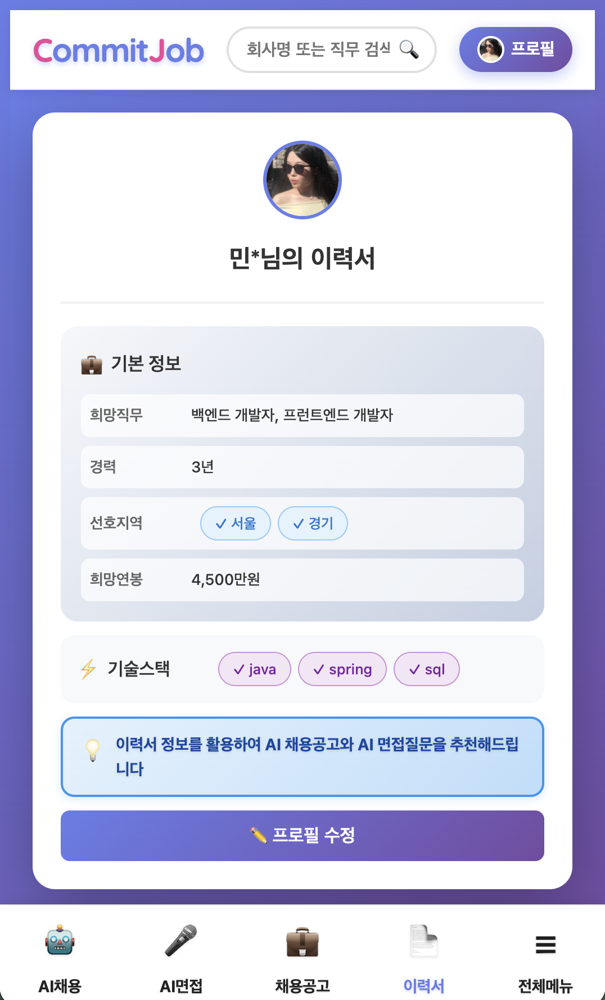 CommitJob
회사명 또는 직무 검색
프로필
민*님의 이력서
기본 정보
희망직무 백엔드 개발자, 프런트엔드 개발자
경력 3년
선호지역 ✓ 서울 ✓ 경기
희망연봉 4,500만원
기술스택 ✓ java ✓ spring ✓ sql
이력서 정보를 활용하여 AI 채용공고와 AI 면접질문을 추천해드립
니다
프로필 수정
AI채용 AI면접 채용공고 이력서 전체메뉴